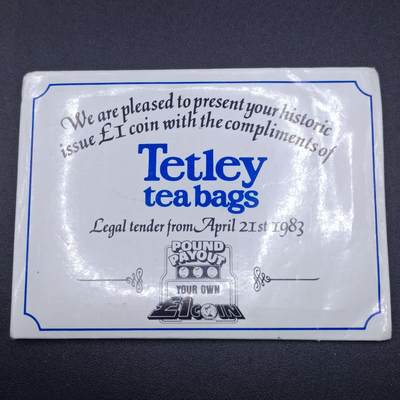 We are pleased to present your historic
issue £1 coin with the compliments of
Tetley
tea bags
Legal tender from April 21st 1983
POUND
PAYOUT
YOUR OWN
£1 COIN